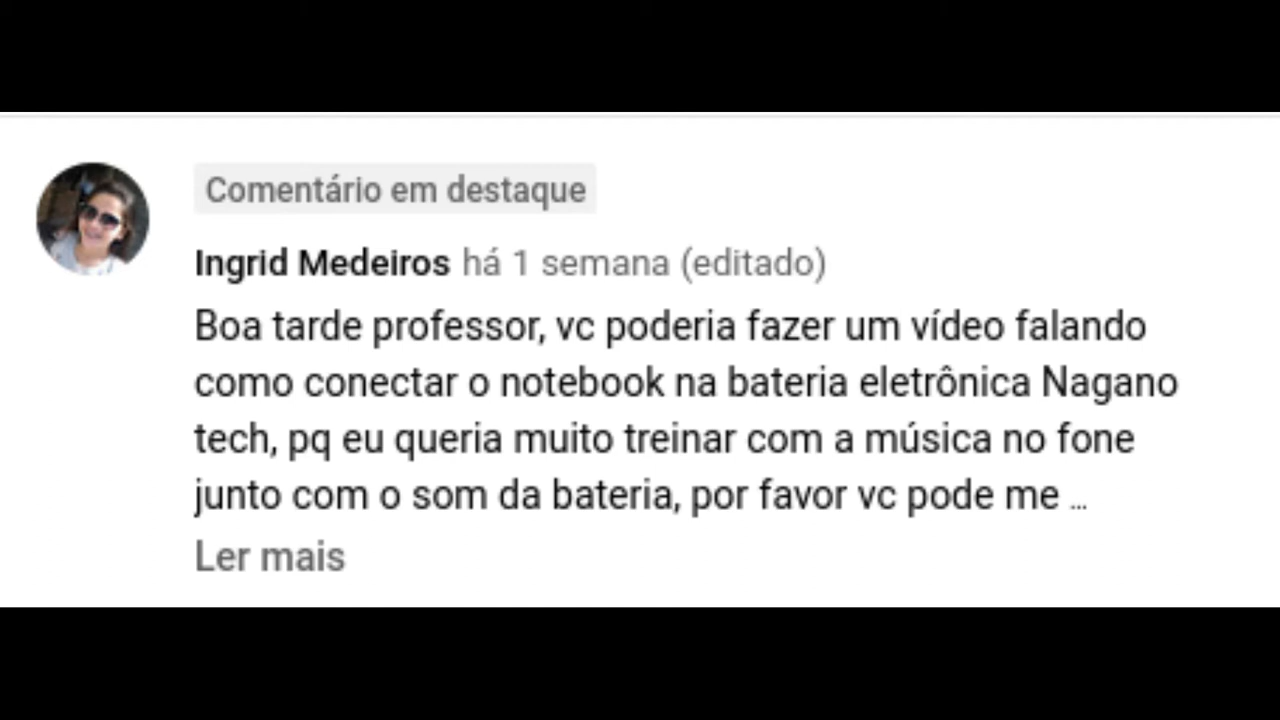 Comentário em destaque
Ingrid Medeiros há 1 semana (editado)
Boa tarde professor, vc poderia fazer um vídeo falando
como conectar o notebook na bateria eletrônica Nagano
tech, pq eu queria muito treinar com a música no fone
junto com o som da bateria, por favor vc pode me ...
Ler mais